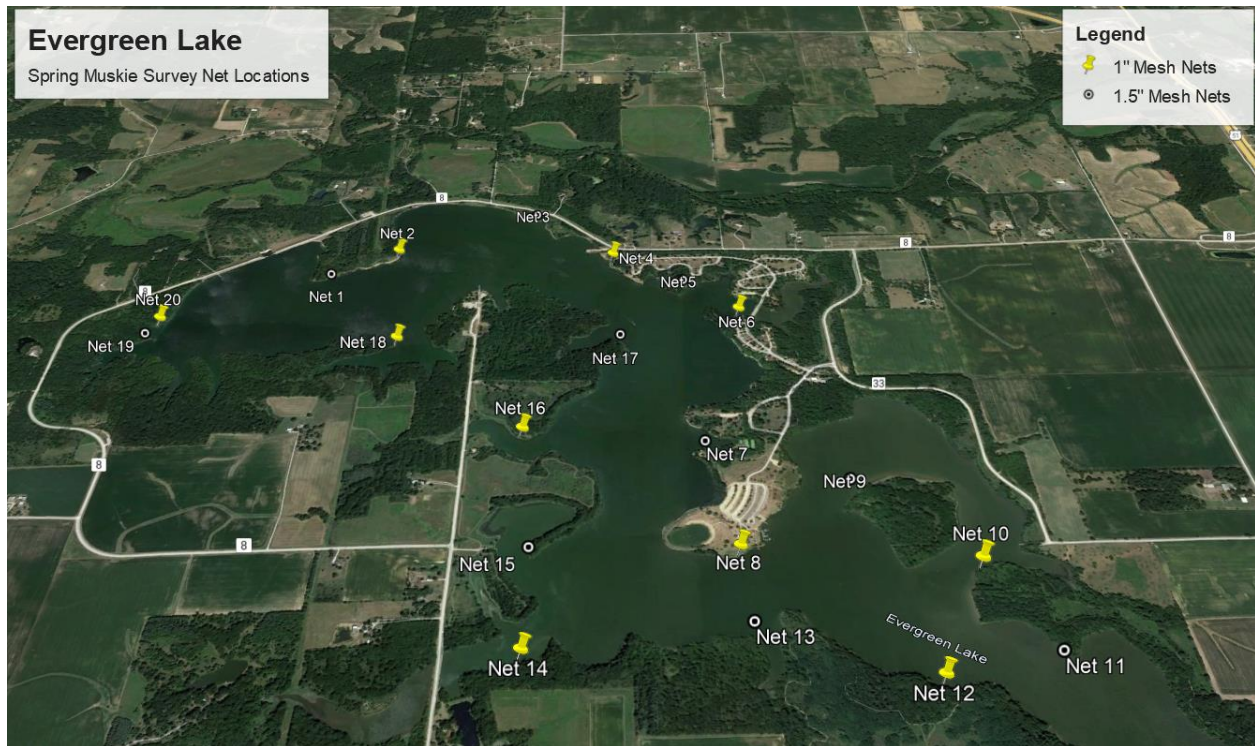 Evergreen Lake
Spring Muskie Survey Net Locations
Legend
1" Mesh Nets
1.5" Mesh Nets
8
Net 3
Net 2
8
8
Net 4
Net 5
Net 1
8
Net 20
Net 6
Net 19
Net 18
Net 17
33
Net 16
Net 7
8
Net 9
Net 10
8
Net 15
Net 8
Net 13
Evergreen Lake
Net 14
Net 11
Net 12